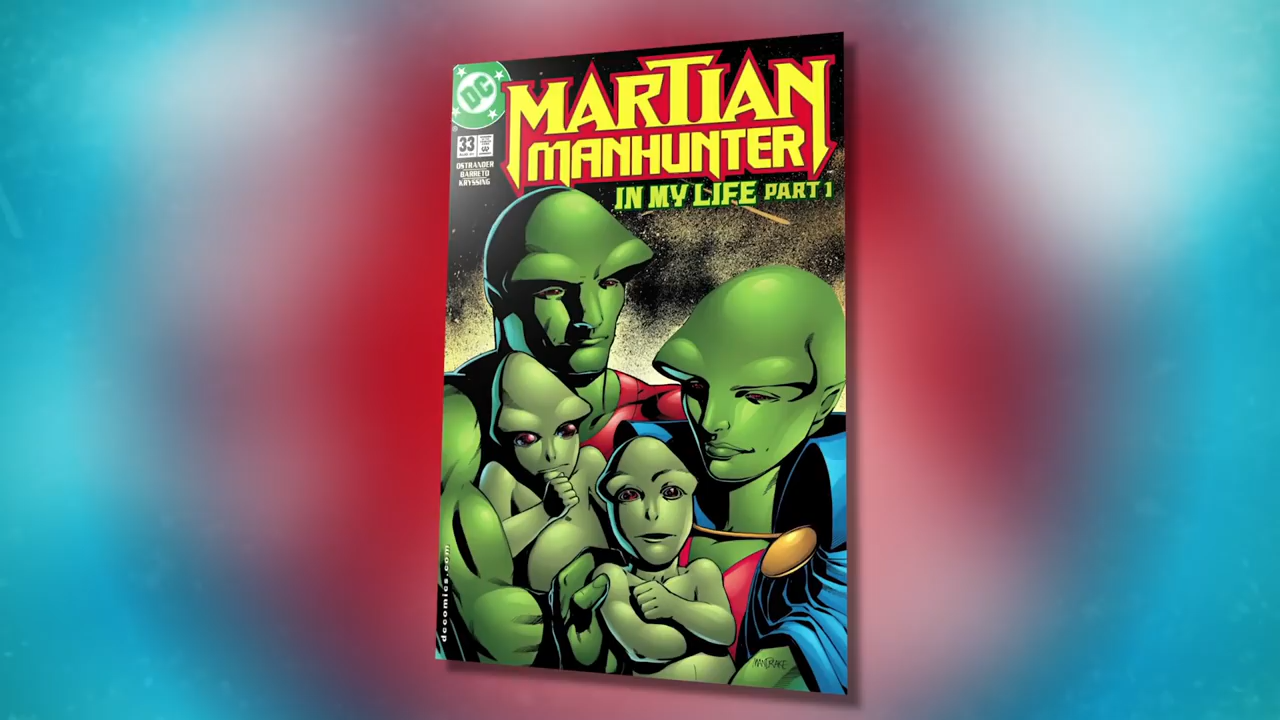 DC
MARTIAN
MANHUNTER
IN MY LIFE PART 1
33
OSTRANDER
BARRETO
KRYSSING
dccomics.com
MANDRAKE